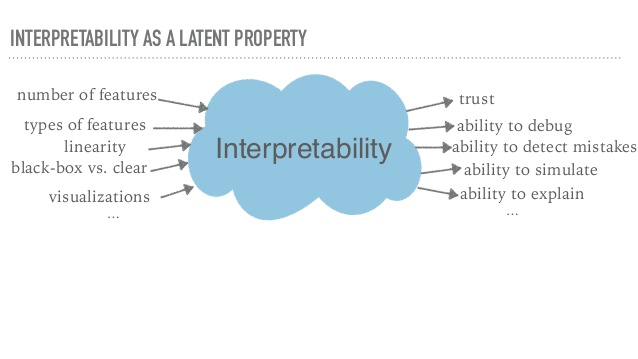 INTERPRETABILITY AS A LATENT PROPERTY
number of features
types of features
linearity
black-box vs. clear
visualizations
...
Interpretability
trust
ability to debug
ability to detect mistakes
ability to simulate
ability to explain
...